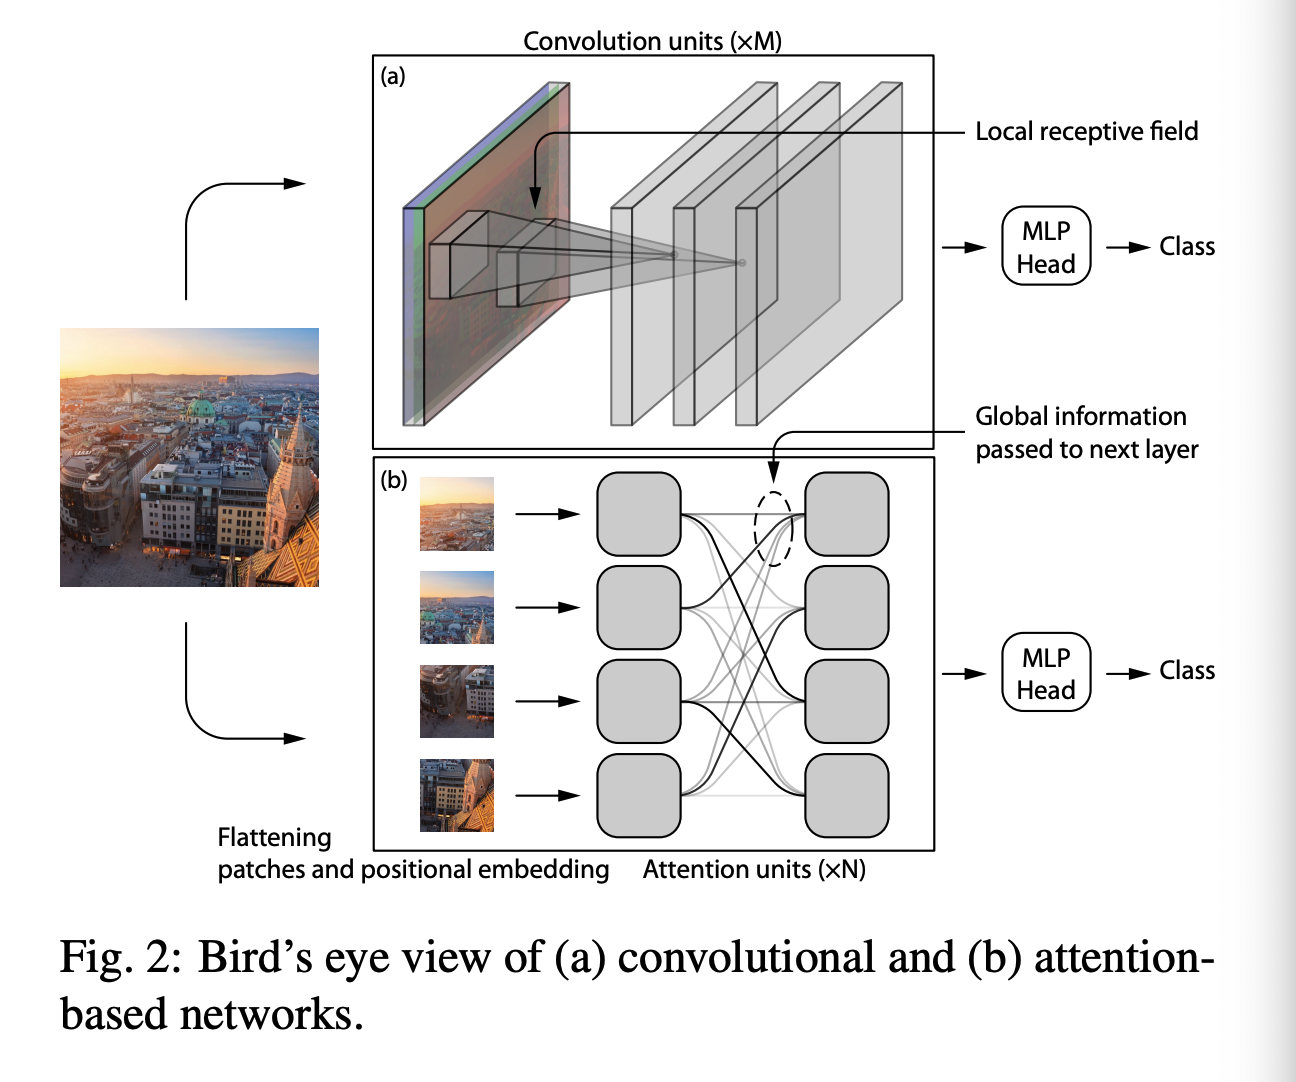 Convolution units (×M)
(a)
Local receptive field
MLP
Head
Class
Global information
passed to next layer
(b)
MLP
Head
Class
Flattening
patches and positional embedding
Attention units (×N)
Fig. 2: Bird’s eye view of (a) convolutional and (b) attention-
based networks.